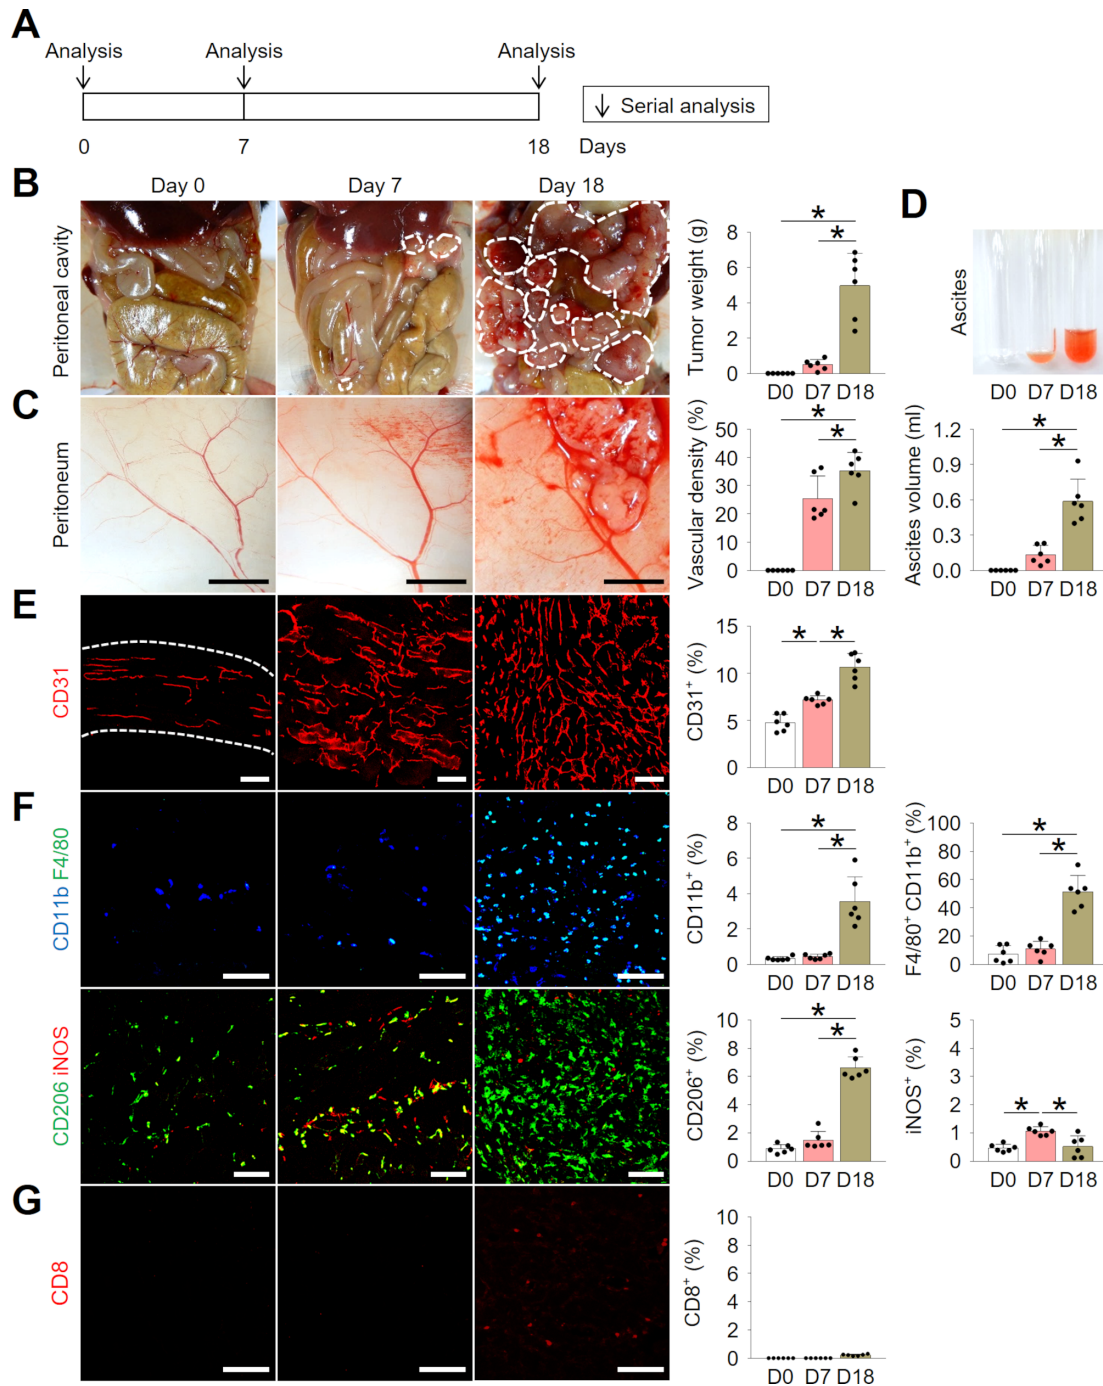 A
Analysis Analysis Analysis
Serial analysis
0 7 18 Days
B
Day 0 Day 7 Day 18
Peritoneal cavity
Tumor weight (g)
8
6
4
2
0
D0 D7 D18
D
Ascites
D0 D7 D18
C
Peritoneum
Vascular density (%)
* *
50
40
30
20
10
0
D0 D7 D18
Ascites volume (ml)
* *
1.2
0.6
0.0
D0 D7 D18
E
CD31
CD31+ (%)
* *
15
10
5
0
D0 D7 D18
F
CD11b F4/80
CD11b+ (%)
* *
8
6
4
2
0
D0 D7 D18
F4/80+ CD11b+ (%)
* *
100
80
60
40
20
0
D0 D7 D18
CD206 iNOS
CD206+ (%)
* *
10
8
6
4
2
0
D0 D7 D18
iNOS+ (%)
* *
5
4
3
2
1
0
D0 D7 D18
G
CD8
CD8+ (%)
10
8
6
4
2
0
D0 D7 D18